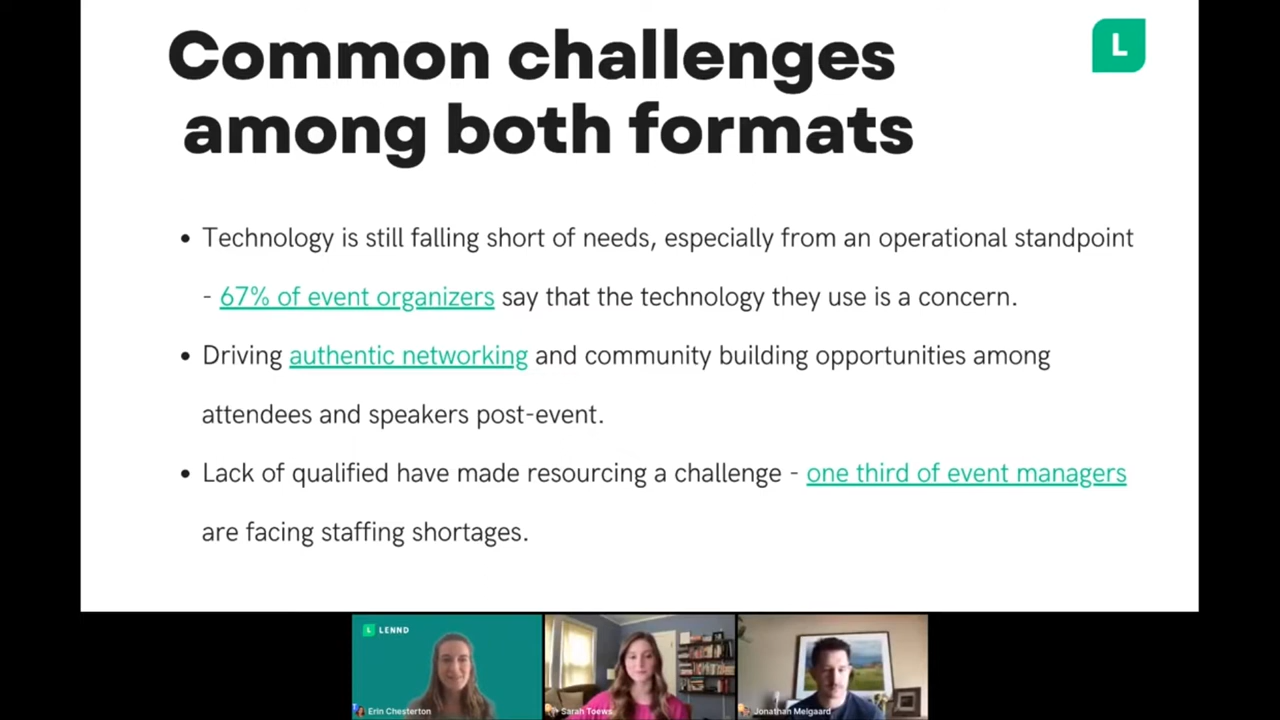 Common challenges
among both formats
L
• Technology is still falling short of needs, especially from an operational standpoint
- 67% of event organizers say that the technology they use is a concern.
• Driving authentic networking and community building opportunities among
attendees and speakers post-event.
• Lack of qualified have made resourcing a challenge - one third of event managers
are facing staffing shortages.
L LENND
Erin Chesterton
Sarah Toews
Jonathan Melgaard